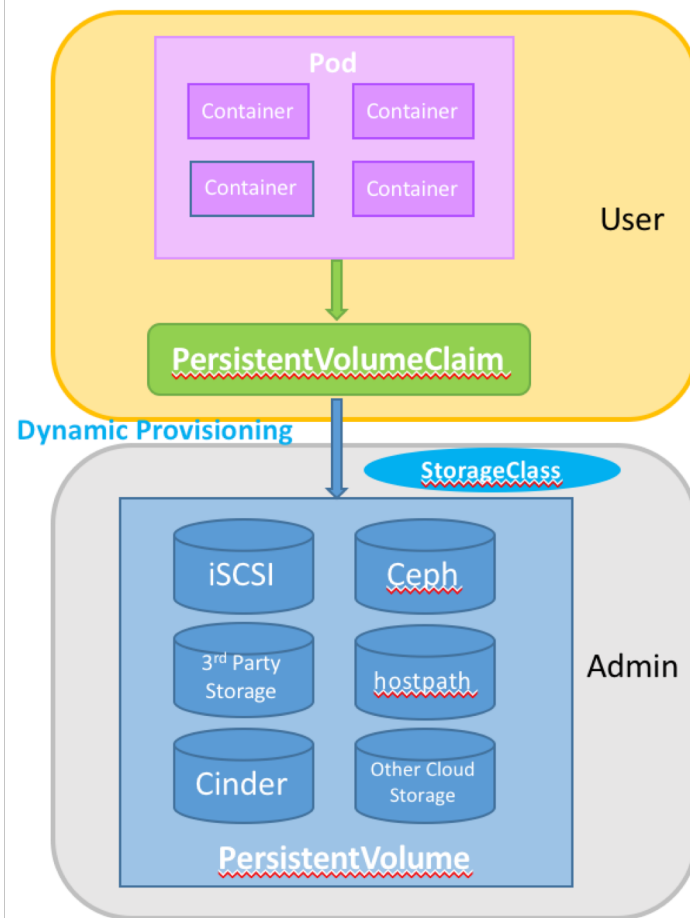 Pod
Container
Container
Container
Container
User
PersistentVolumeClaim
Dynamic Provisioning
StorageClass
iSCSI
Ceph
3rd Party
Storage
hostpath
Admin
Cinder
Other Cloud
Storage
PersistentVolume